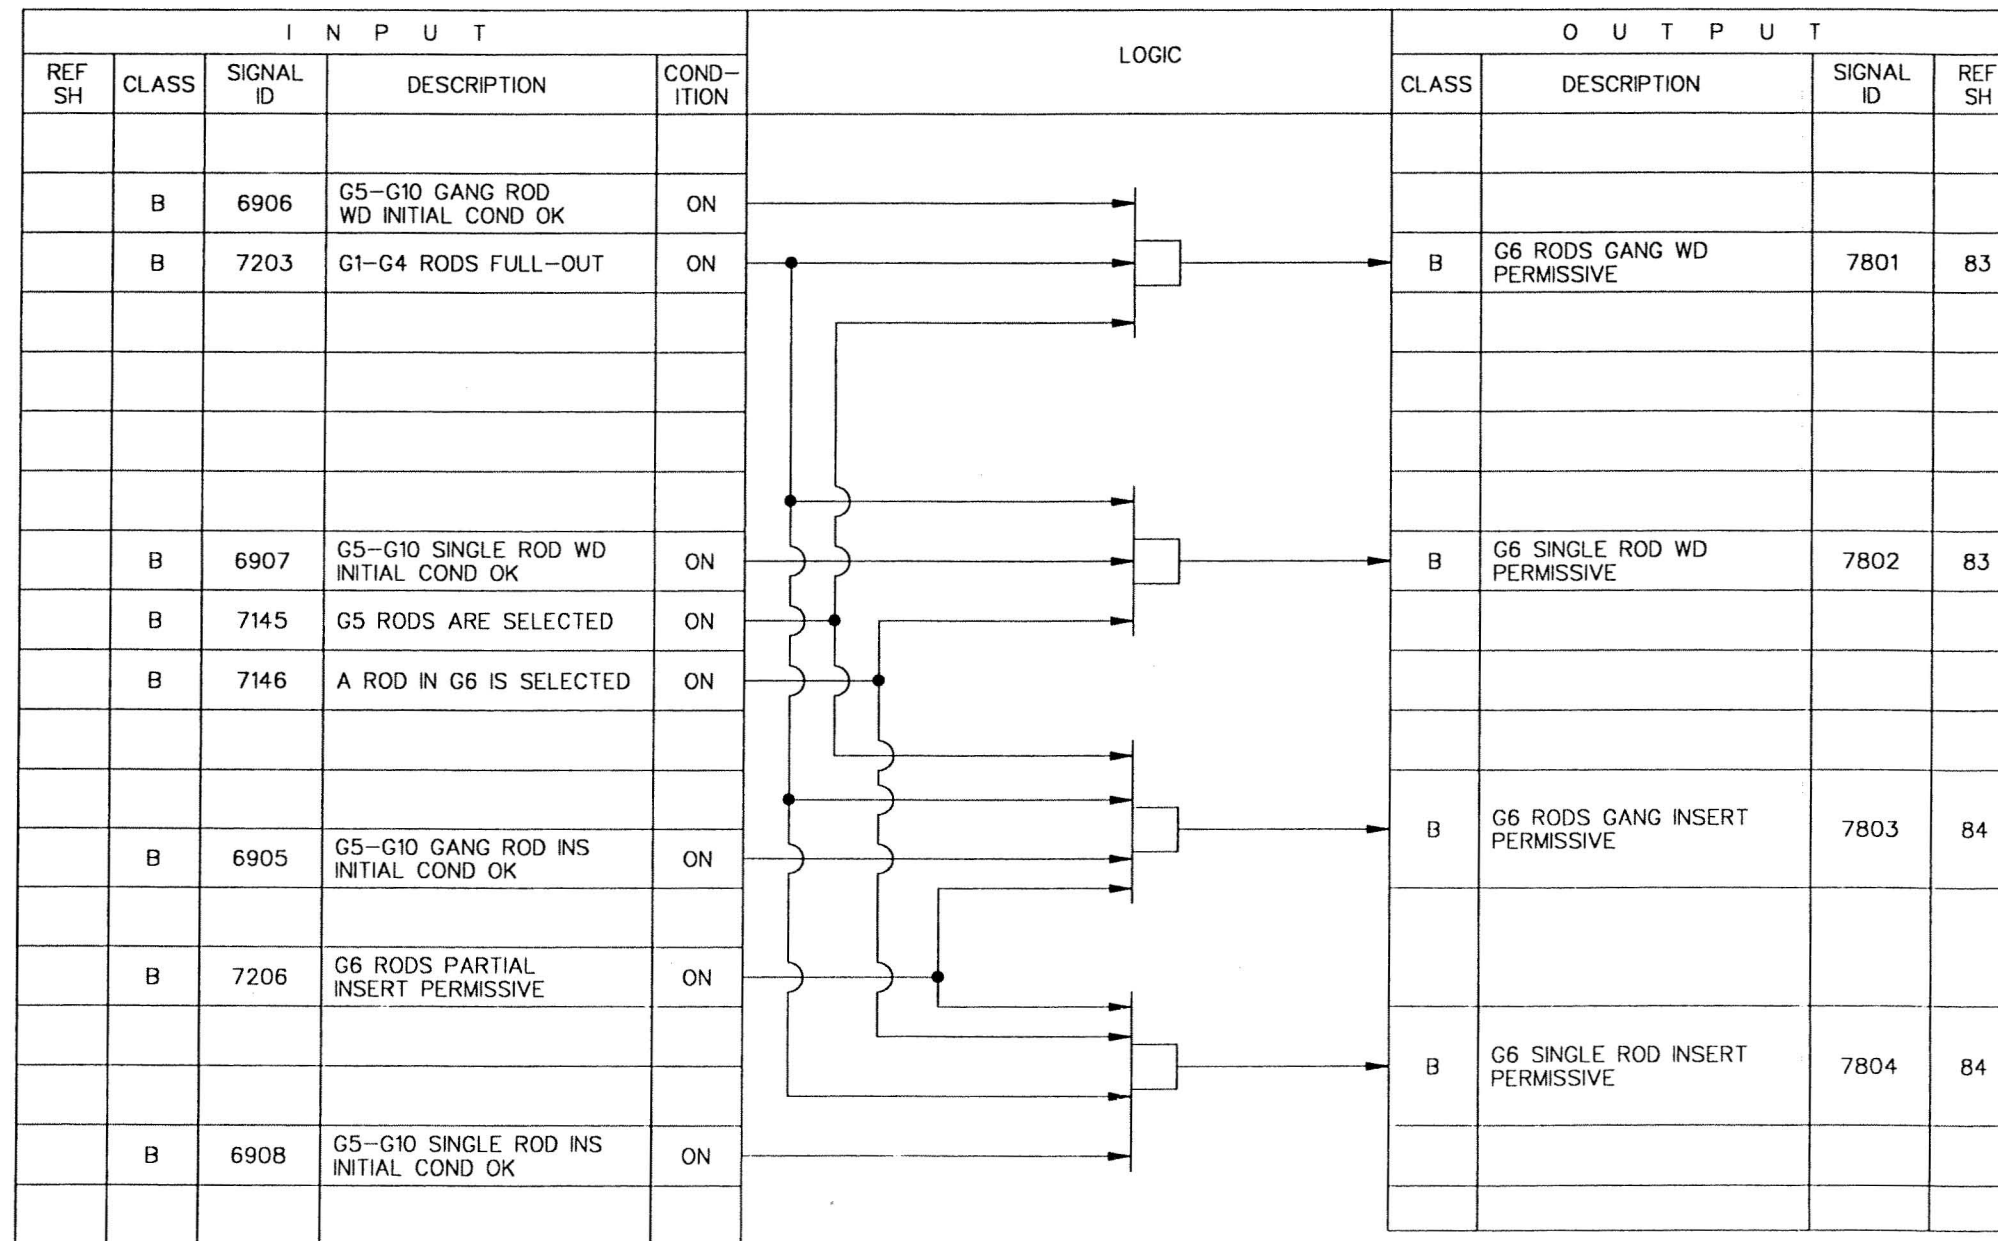 I N P U T
LOGIC
O U T P U T
REF
SH
CLASS
SIGNAL
ID
DESCRIPTION
COND-
ITION
CLASS
DESCRIPTION
SIGNAL
ID
REF
SH
B 6906 G5-G10 GANG ROD
WD INITIAL COND OK
ON
B 7203 G1-G4 RODS FULL-OUT ON
B G6 RODS GANG WD
PERMISSIVE
7801 83
B 6907 G5-G10 SINGLE ROD WD
INITIAL COND OK
ON
B G6 SINGLE ROD WD
PERMISSIVE
7802 83
B 7145 G5 RODS ARE SELECTED ON
B 7146 A ROD IN G6 IS SELECTED ON
B G6 RODS GANG INSERT
PERMISSIVE
7803 84
B 6905 G5-G10 GANG ROD INS
INITIAL COND OK
ON
B 7206 G6 RODS PARTIAL
INSERT PERMISSIVE
ON
B G6 SINGLE ROD INSERT
PERMISSIVE
7804 84
B 6908 G5-G10 SINGLE ROD INS
INITIAL COND OK
ON